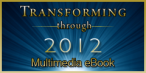 TRANSFORMING
through
2012
Multimedia eBook